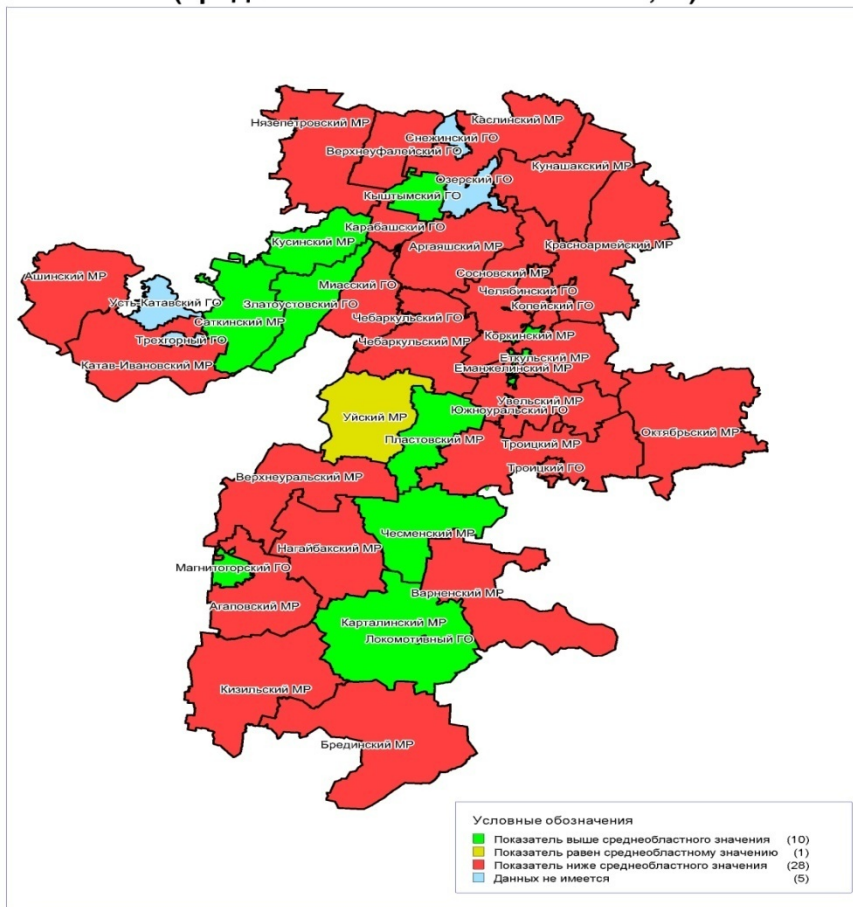 Нязепетровский МР
Каслинский МР
Снежинский ГО
Верхнеуфалейский ГО
Кунашакский МР
Озерский ГО
Кыштымский ГО
Карабашский ГО
Кусинский МР
Аргаяшский МР
Красноармейский МР
Ашинский МР
Сосновский МР
Миасский ГО
Челябинский ГО
Усть-Катавский ГО
Златоустовский ГО
Копейский ГО
Саткинский МР
Чебаркульский ГО
Трехгорный ГО
Чебаркульский МР
Коркинский МР
Катав-Ивановский МР
Еткульский МР
Еманжелинский МР
Увельский МР
Уйский МР
Южноуральский ГО
Октябрьский МР
Пластовский МР
Троицкий МР
Троицкий ГО
Верхнеуральский МР
Чесменский МР
Нагайбакский МР
Магнитогорский ГО
Варненский МР
Агаповский МР
Карталинский МР
Локомотивный ГО
Кизильский МР
Брединский МР
Условные обозначения
Показатель выше среднеобластного значения (10)
Показатель равен среднеобластному значению (1)
Показатель ниже среднеобластного значения (28)
Данных не имеется (5)